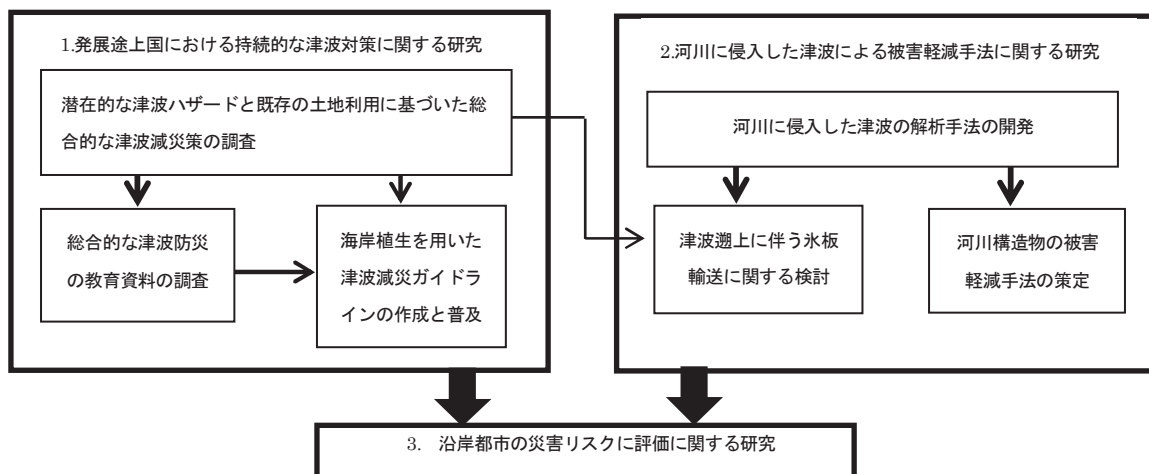 1.発展途上国における持続的な津波対策に関する研究
潜在的な津波ハザードと既存の土地利用に基づいた総
合的な津波減災策の調査
総合的な津波防災
の教育資料の調査
海岸植生を用いた
津波減災ガイドラ
インの作成と普及
2.河川に侵入した津波による被害軽減手法に関する研究
河川に侵入した津波の解析手法の開発
津波遡上に伴う氷板
輸送に関する検討
河川構造物の被害
軽減手法の策定
3. 沿岸都市の災害リスクに評価に関する研究